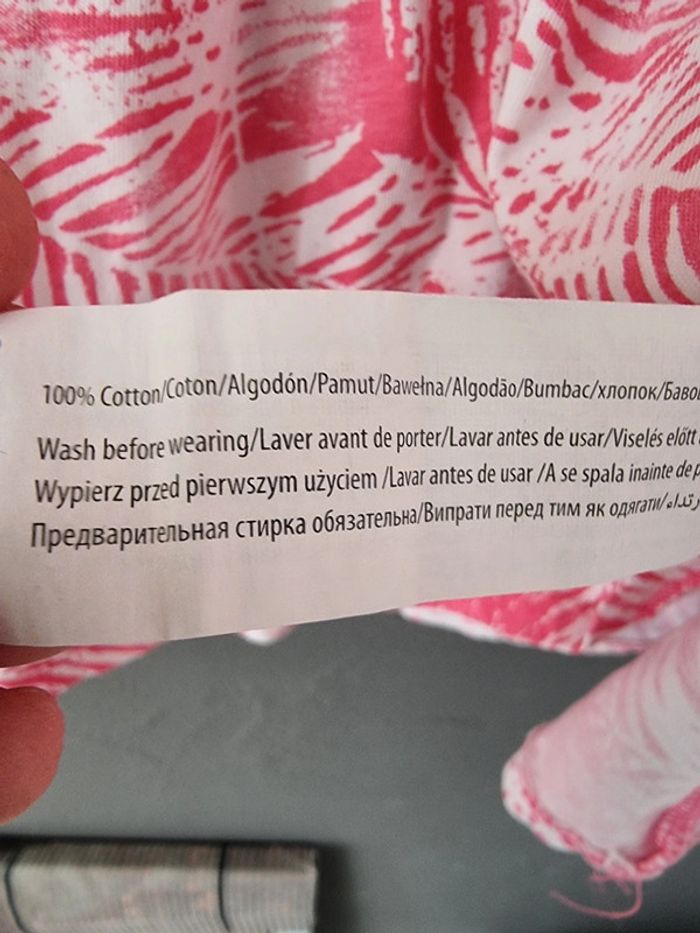 100% Cotton/Coton/Algodón/Pamut/Bawełna/Algodão/Bumbac/хлопок/
Wash before wearing/Laver avant de porter/Lavar antes de usar/Viselés előtt
Wypierz przed pierwszym użyciem /Lavar antes de usar /A se spala inainte de
Предварительная стирка обязательна/Випрати перед тим як одягати/